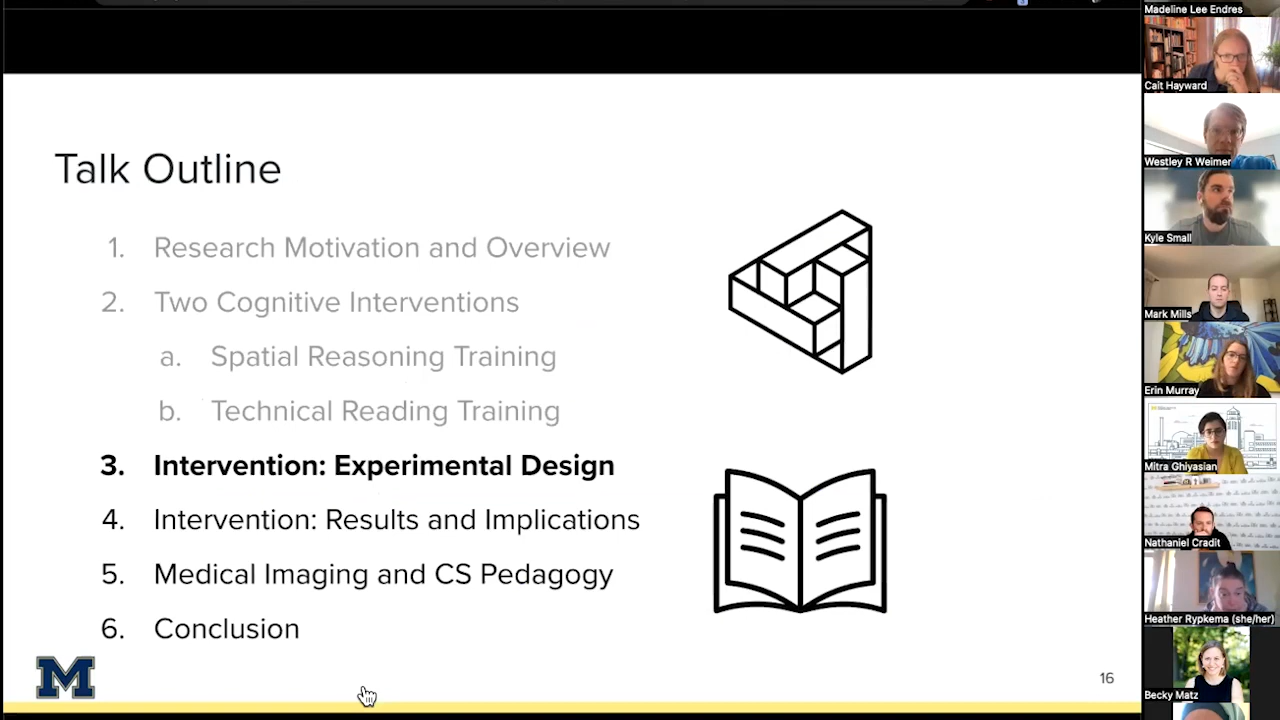 Talk Outline
1. Research Motivation and Overview
2. Two Cognitive Interventions
a. Spatial Reasoning Training
b. Technical Reading Training
3. Intervention: Experimental Design
4. Intervention: Results and Implications
5. Medical Imaging and CS Pedagogy
6. Conclusion
M
16
Madeline Lee Endres
Cait Hayward
Westley R Weimer
Kyle Small
Mark Mills
Erin Murray
Mitra Ghiyasian
Nathaniel Cradit
Heather Rypkema (she/her)
Becky Matz